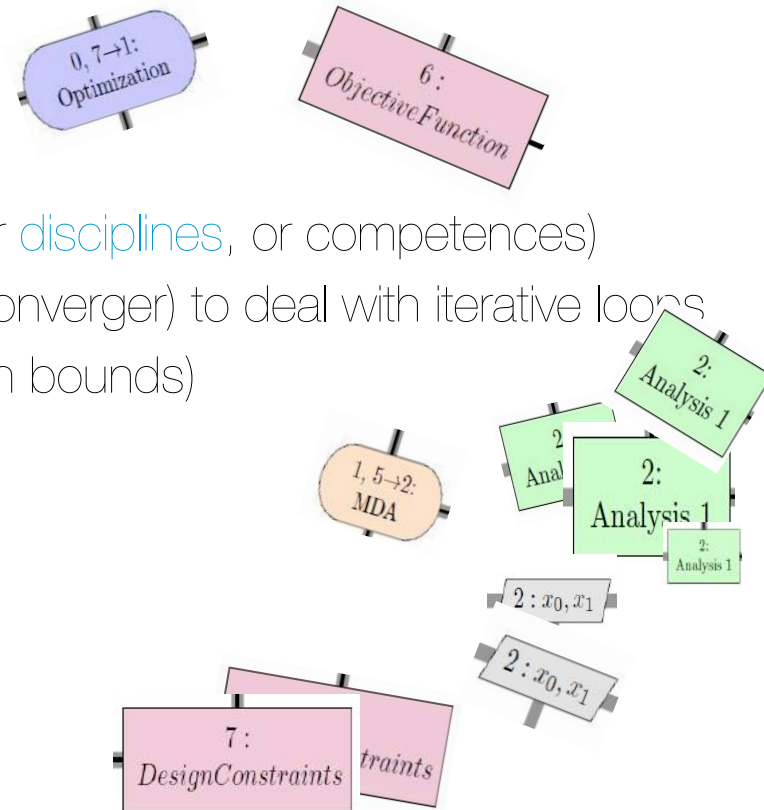 0, 7→1:
Optimization
6 :
ObjectiveFunction
disciplines, or competences)
onverger) to deal with iterative loops
bounds)
2:
Analysis 1
2
1, 5→2:
MDA
2:
Analysis 1
2:
Analysis 1
2 : x₀, x₁
2 : x₀, x₁
7 :
DesignConstraints
traints